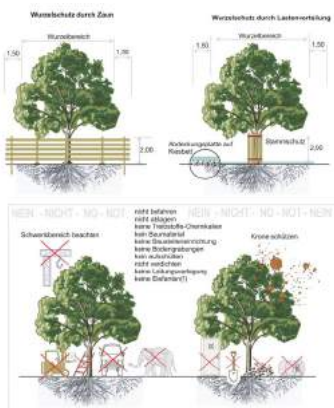 Wurzelschutz durch Zaun
Wurzelschutz durch Lastenverteilung
Wurzelbereich
1,50
1,50
2,00
Wurzelbereich
1,50
1,50
Abdeckungsplatte auf
Kiesbett
Stammschutz
2,00
NEIN - NICHT - NO - NOT
NEIN - NICHT - NO - NOT - NEIN
nicht befahren
nicht ablagern
keine Treibstoffe-Chemikalien
kein Baumaterial
keine Baustelleneinrichtung
keine Bodengrabungen
kein aufschütten
nicht verdichten
keine Leitungsverlegung
keine Elefanten(!)
Schwenkbereich beachten
Krone schützen